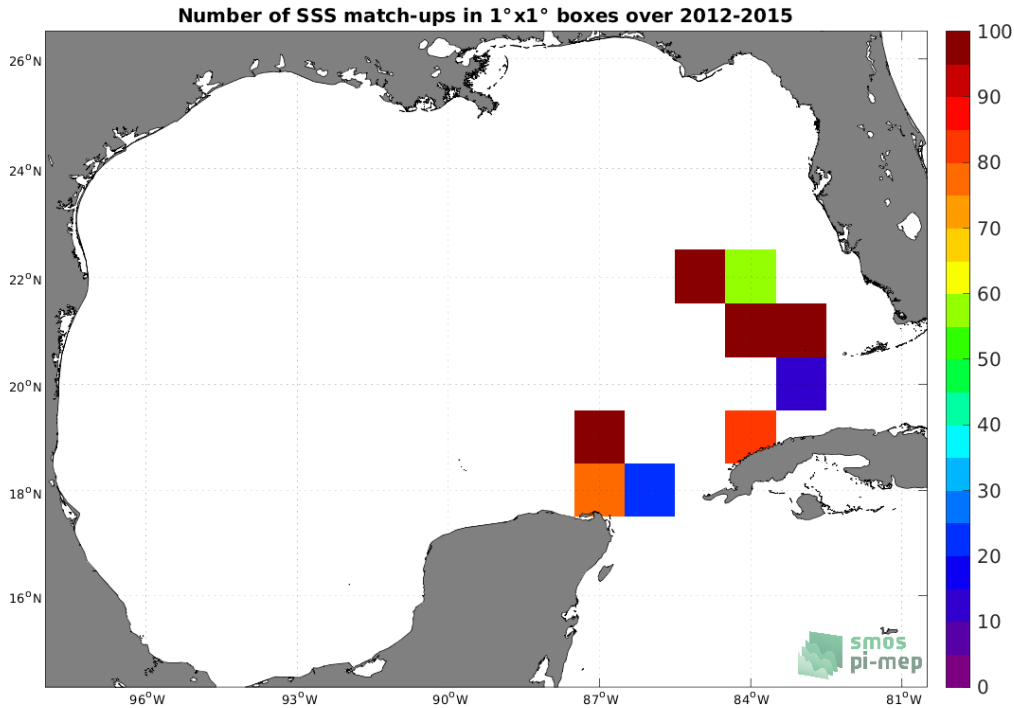 Number of SSS match-ups in 1°x1° boxes over 2012-2015
26°N
24°N
22°N
20°N
18°N
16°N
96°W
93°W
90°W
87°W
84°W
81°W
100
90
80
70
60
50
40
30
20
10
0
smos
pi-mep